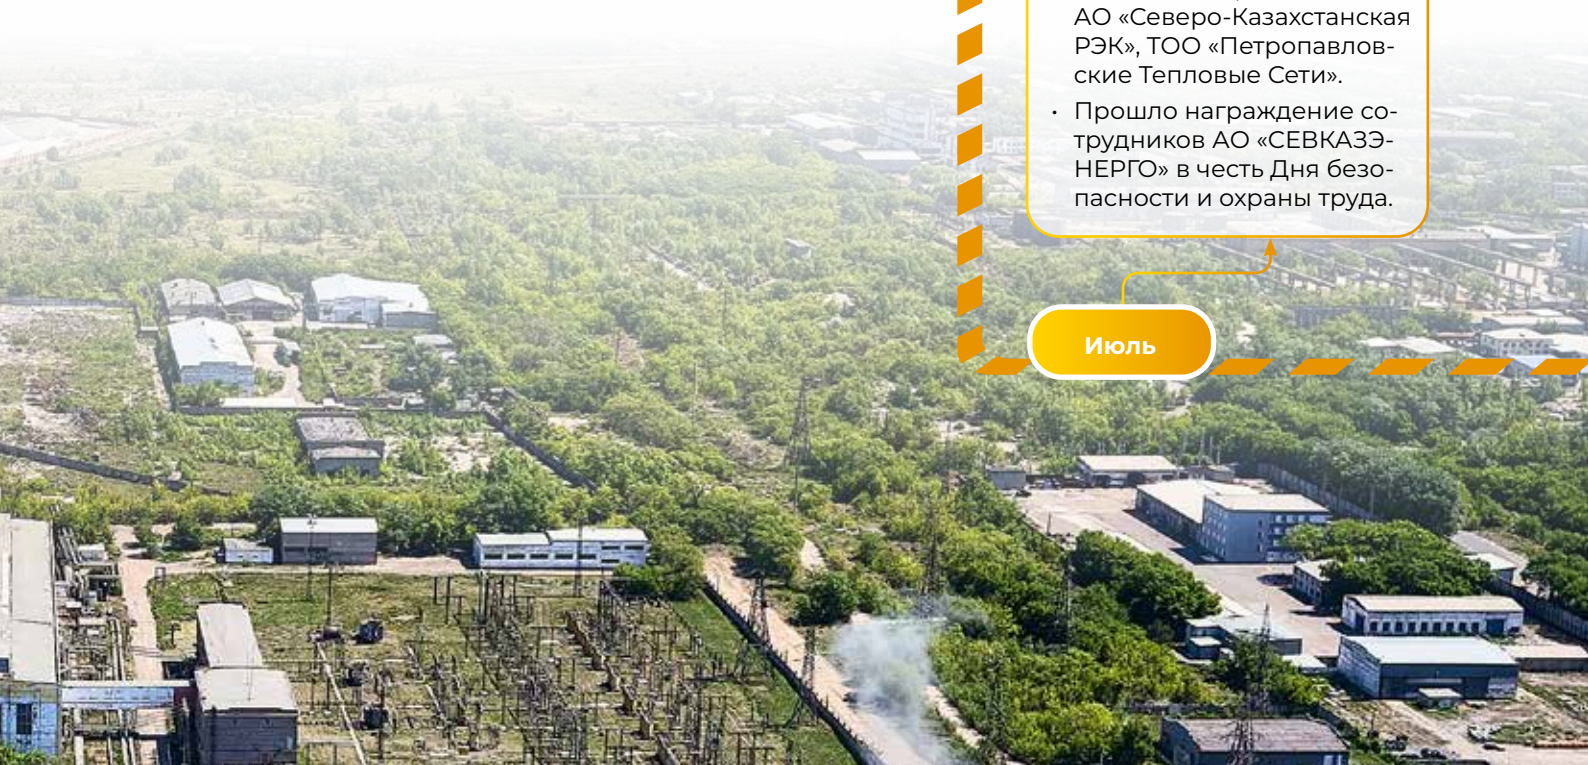 АО «Северо-Казахстанская
РЭК», ТОО «Петропавлов-
ские Тепловые Сети».
· Прошло награждение со-
трудников АО «СЕВКАЗЭ-
НЕРГО» в честь Дня безо-
пасности и охраны труда.
Июль